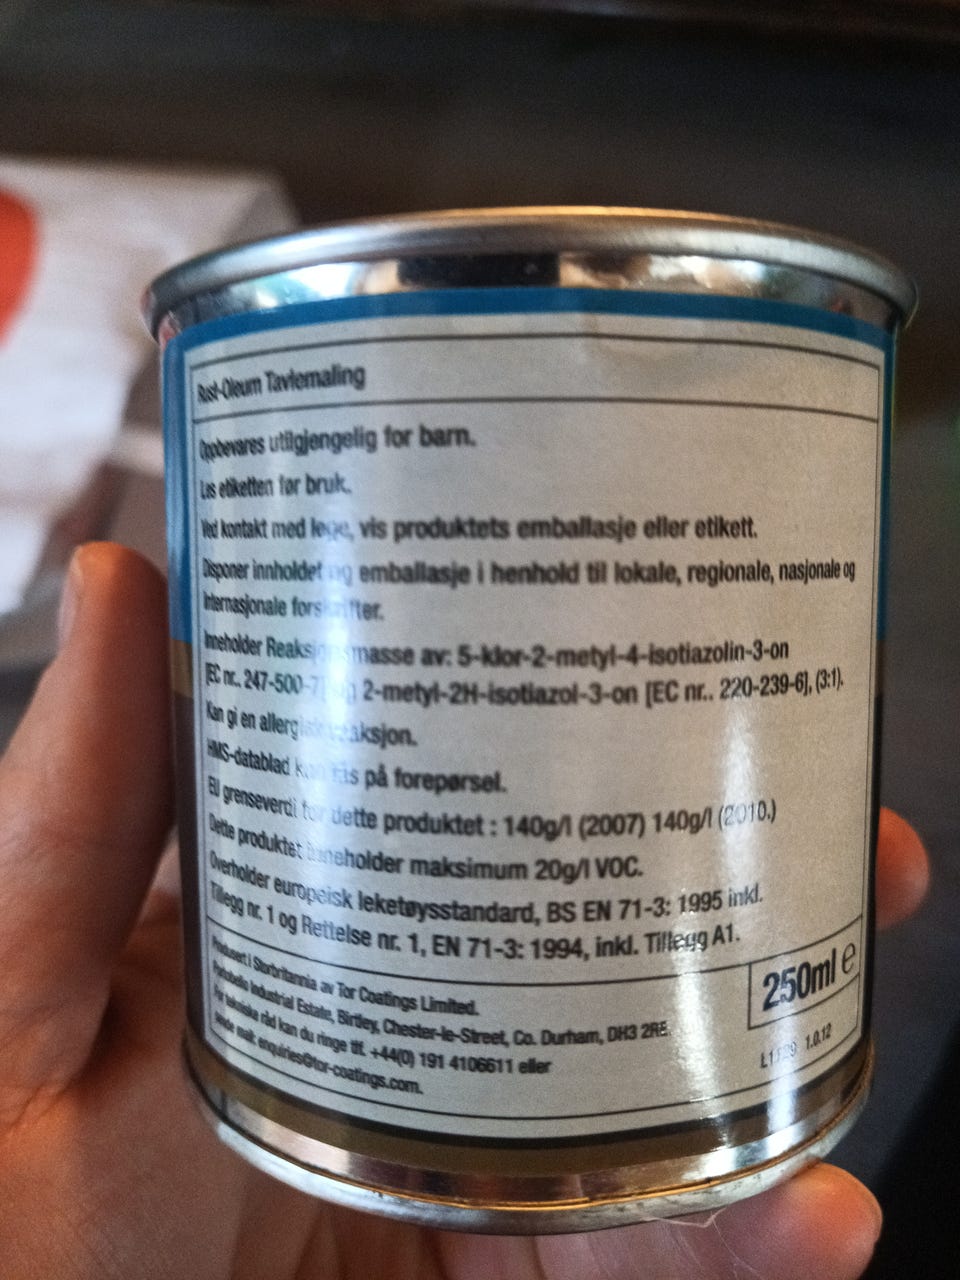 Rust-Oleum Tavlemaling
Oppbevares utilgjengelig for barn.
Les etiketten før bruk.
Ved kontakt med lege, vis produktets emballasje eller etikett.
Disponer innholdet og emballasje i henhold til lokale, regionale, nasjonale og
internasjonale forskrifter.
Inneholder Reaksjonsmasse av: 5-klor-2-metyl-4-isotiazolin-3-on
[EC nr.. 247-500-7] og 2-metyl-2H-isotiazol-3-on [EC nr.. 220-239-6], (3:1).
Kan gi en allergisk reaksjon.
HMS-datablad kan fås på forepørsel.
EU grenseverdi for dette produktet : 140g/l (2007) 140g/l (2010.)
Dette produktet inneholder maksimum 20g/l VOC.
Overholder europeisk leketøysstandard, BS EN 71-3: 1995 inkl.
Tillegg nr. 1 og Rettelse nr. 1, EN 71-3: 1994, inkl. Tillegg A1.
Produsert i Storbritannia av Tor Coatings Limited.
Portobello Industrial Estate, Birtley, Chester-le-Street, Co. Durham, DH3 2RE.
For tekniske råd kan du ringe tlf. +44(0) 191 4106611 eller
sende mail: enquiries@tor-coatings.com.
250ml e
1.0.12